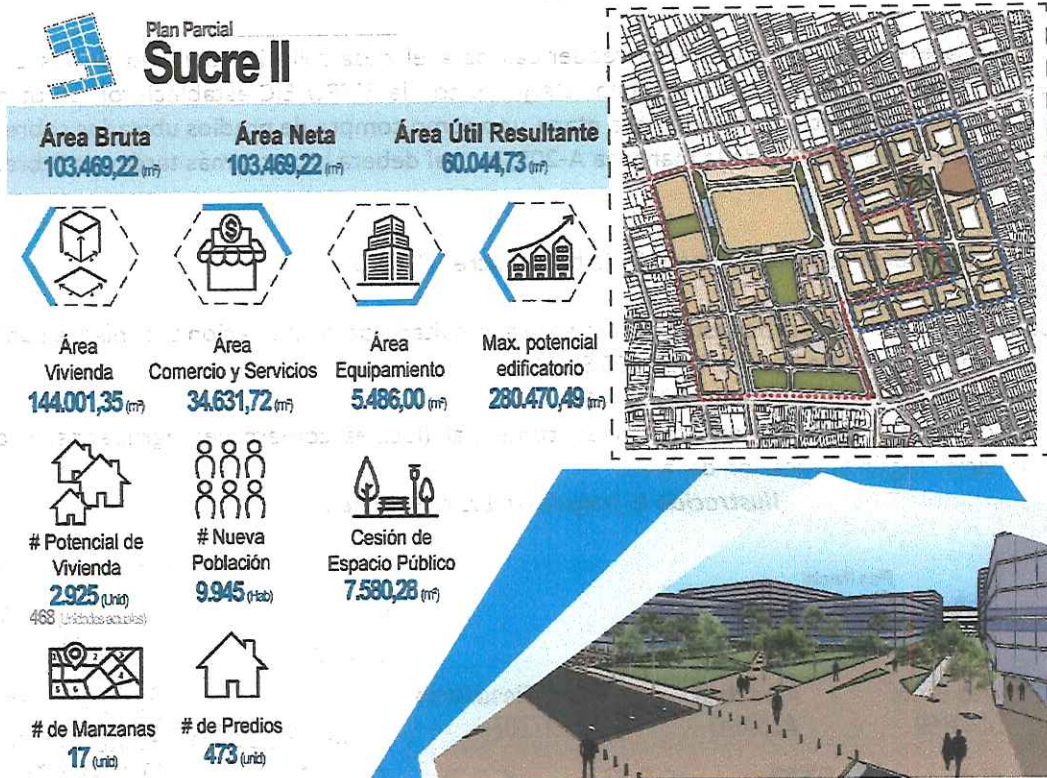 Plan Parcial
Sucre II
Área Bruta
103.469,22 (m²)
Área Neta
103.469,22 (m²)
Área Útil Resultante
60.044,73 (m²)
Área
Vivienda
144.001,35 (m²)
Área
Comercio y Servicios
34.631,72 (m²)
Área
Equipamiento
5.486,00 (m²)
Max. potencial
edificatorio
280.470,49 (m²)
# Potencial de
Vivienda
2.925 (Unid)
468 (Unidades actuales)
# Nueva
Población
9.945 (Hab)
Cesión de
Espacio Público
7.580,28 (m²)
# de Manzanas
17 (unid)
# de Predios
473 (unid)